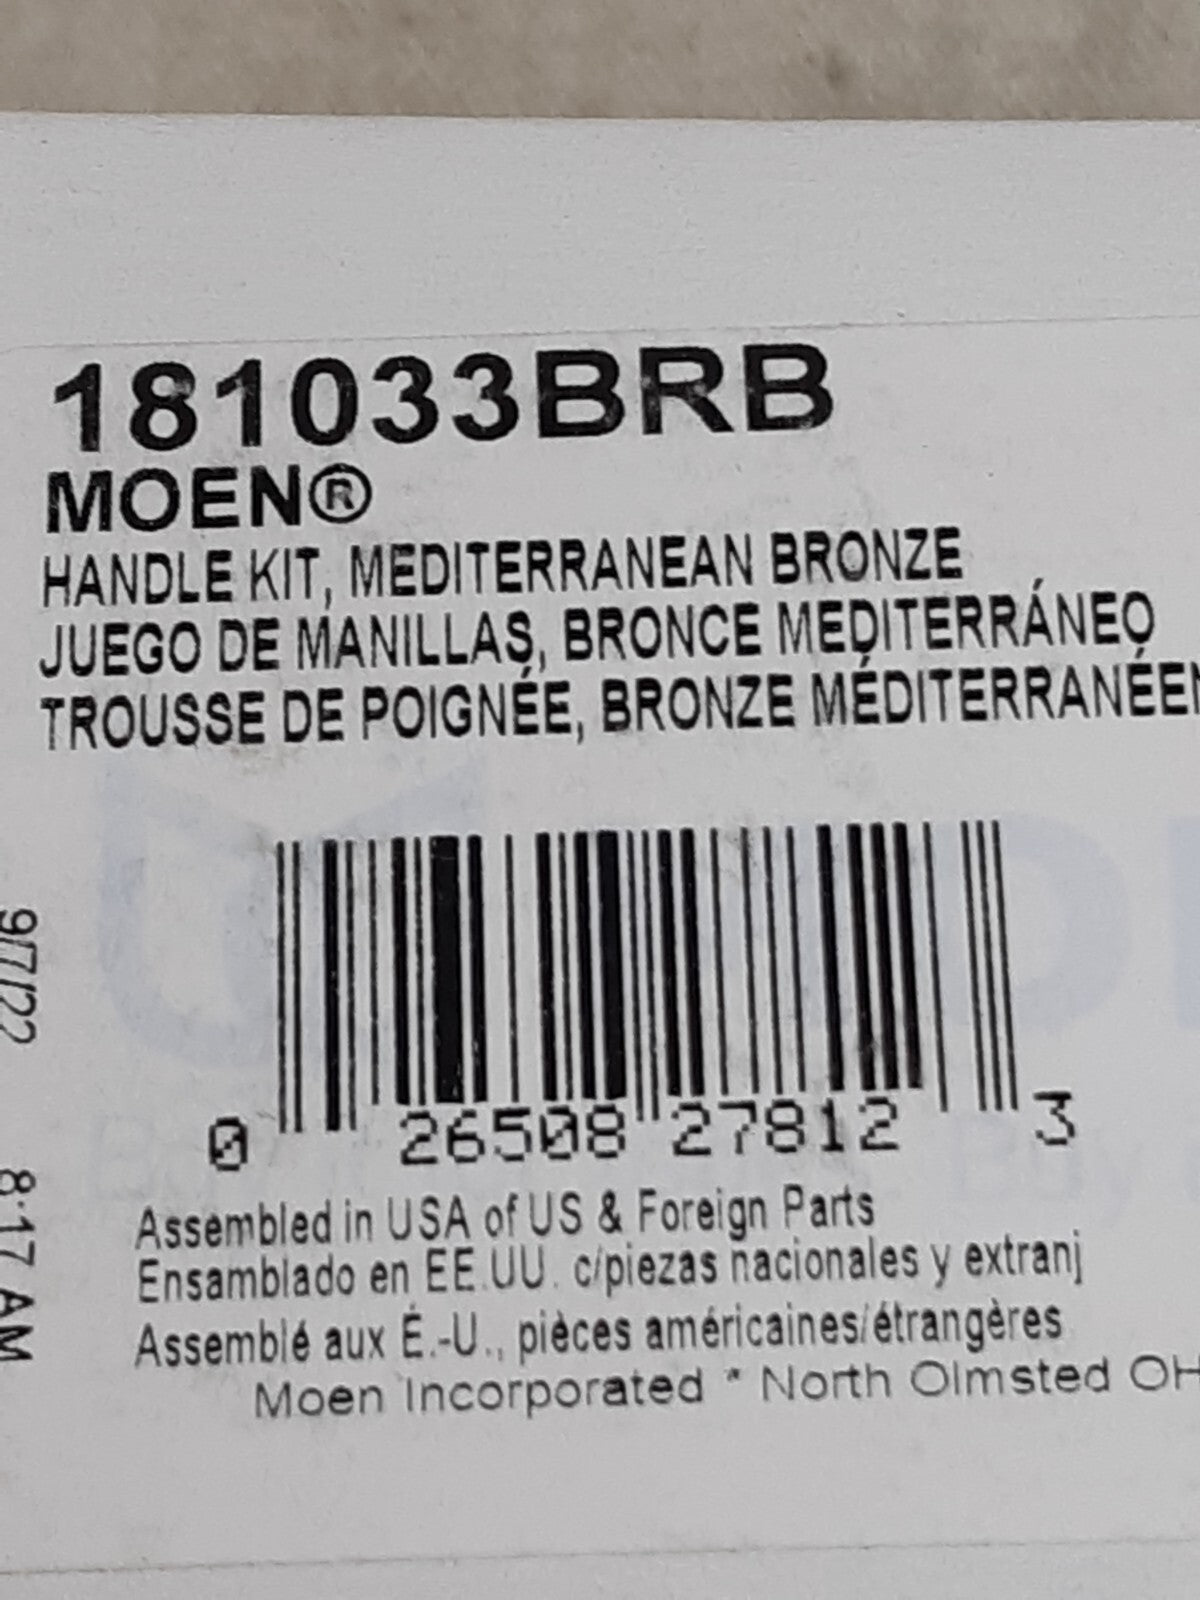 181033BRB
MOEN®
HANDLE KIT, MEDITERRANEAN BRONZE
JUEGO DE MANILLAS, BRONCE MEDITERRÁNEO
TROUSSE DE POIGNÉE, BRONZE MÉDITERRANÉEN
9/7/22 8:17 AM
0 26508 27812 3
Assembled in USA of US & Foreign Parts
Ensamblado en EE.UU. c/piezas nacionales y extranj
Assemblé aux É.-U., pièces américaines/étrangères
Moen Incorporated * North Olmsted OH